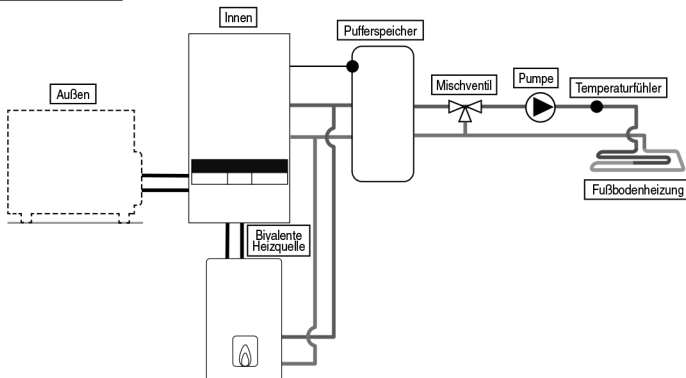 Innen
Pufferspeicher
Außen
Mischventil
Pumpe
Temperaturfühler
Fußbodenheizung
Bivalente
Heizquelle